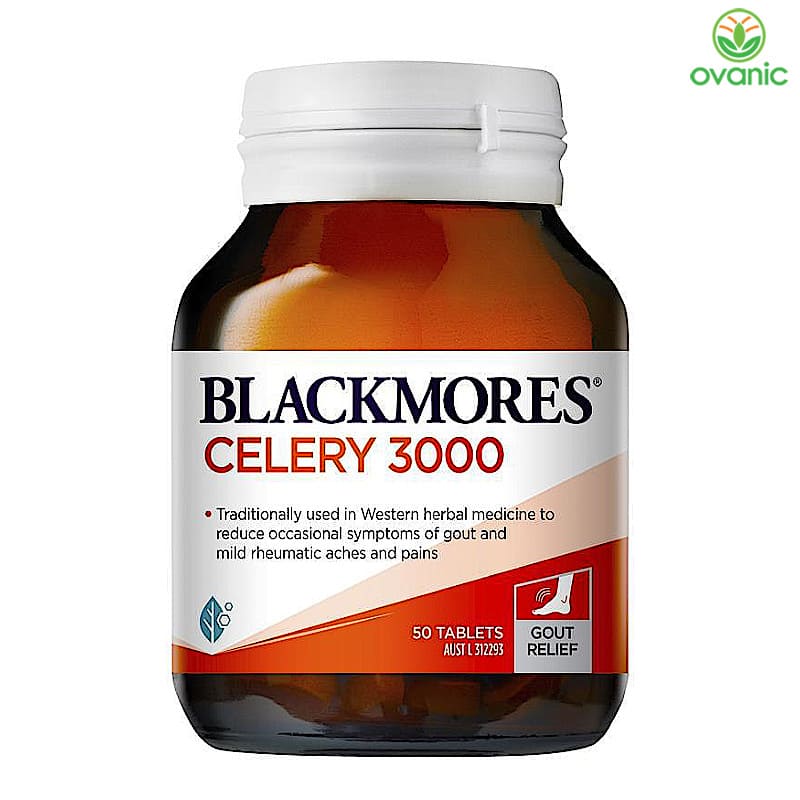 ovanic
BLACKMORES®
CELERY 3000
• Traditionally used in Western herbal medicine to
reduce occasional symptoms of gout and
mild rheumatic aches and pains
50 TABLETS
AUST L 312293
GOUT
RELIEF